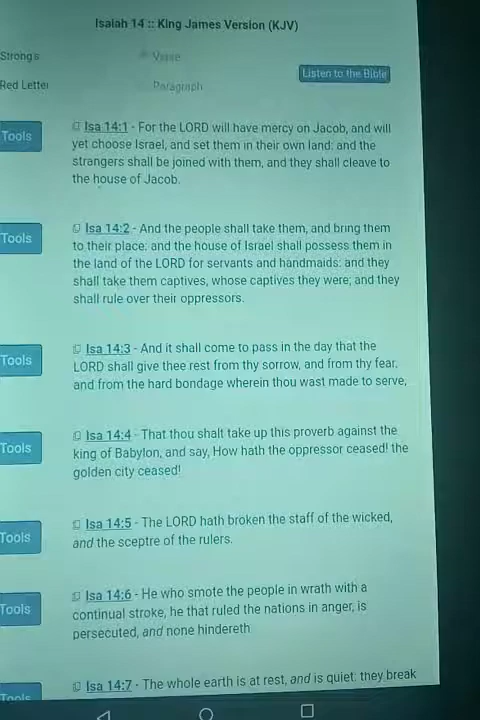 Isaiah 14 :: King James Version (KJV)
Strong's
Verse
Listen to the Bible
Red Letter
Paragraph
Tools
Isa 14:1 - For the LORD will have mercy on Jacob, and will
yet choose Israel, and set them in their own land: and the
strangers shall be joined with them, and they shall cleave to
the house of Jacob.
Tools
Isa 14:2 - And the people shall take them, and bring them
to their place: and the house of Israel shall possess them in
the land of the LORD for servants and handmaids: and they
shall take them captives, whose captives they were; and they
shall rule over their oppressors.
Tools
Isa 14:3 - And it shall come to pass in the day that the
LORD shall give thee rest from thy sorrow, and from thy fear,
and from the hard bondage wherein thou wast made to serve,
Tools
Isa 14:4 - That thou shalt take up this proverb against the
king of Babylon, and say, How hath the oppressor ceased! the
golden city ceased!
Tools
Isa 14:5 - The LORD hath broken the staff of the wicked,
and the sceptre of the rulers.
Tools
Isa 14:6 - He who smote the people in wrath with a
continual stroke, he that ruled the nations in anger, is
persecuted, and none hindereth
Tools
Isa 14:7 - The whole earth is at rest, and is quiet: they break